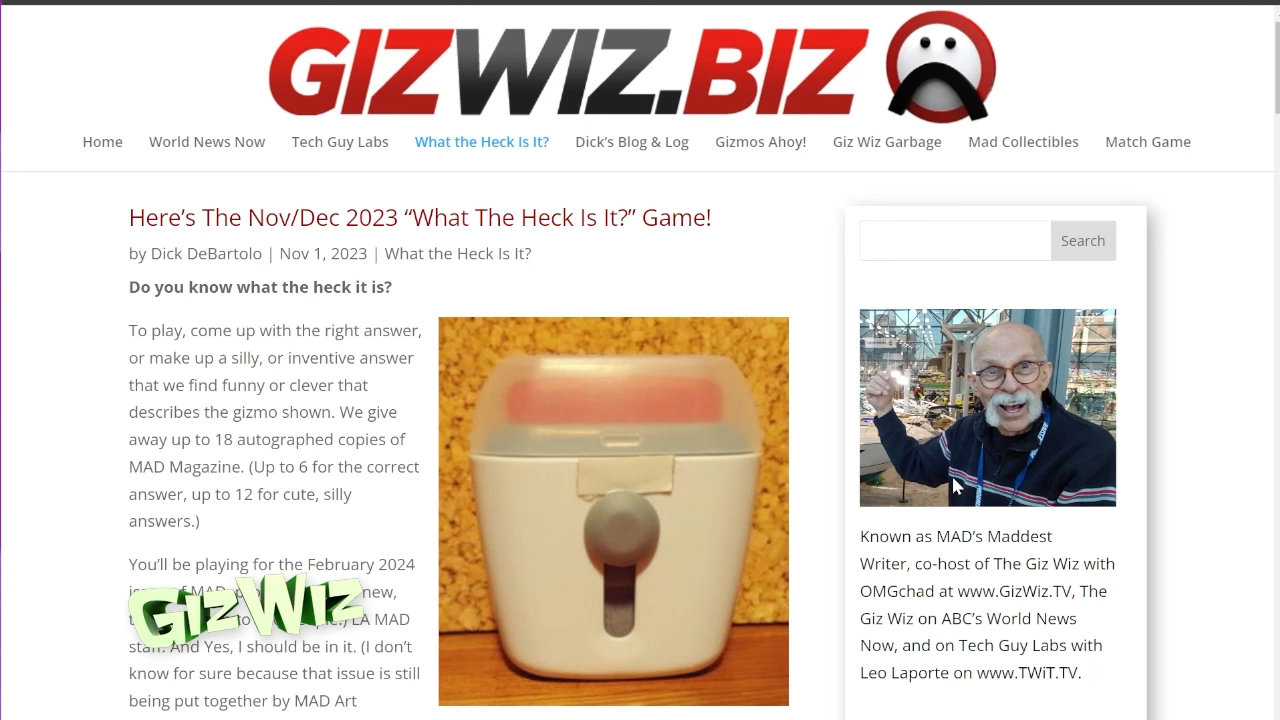 GIZWIZ.BIZ
Home World News Now Tech Guy Labs What the Heck Is It? Dick's Blog & Log Gizmos Ahoy! Giz Wiz Garbage Mad Collectibles Match Game
Here's The Nov/Dec 2023 “What The Heck Is It?” Game!
by Dick DeBartolo | Nov 1, 2023 | What the Heck Is It?
Do you know what the heck it is?
To play, come up with the right answer,
or make up a silly, or inventive answer
that we find funny or clever that
describes the gizmo shown. We give
away up to 18 autographed copies of
MAD Magazine. (Up to 6 for the correct
answer, up to 12 for cute, silly
answers.)
You'll be playing for the February 2024
MAD new,
LA MAD
staff. And Yes, I should be in it. (I don't
know for sure because that issue is still
being put together by MAD Art
GizWiz
Search
Known as MAD's Maddest
Writer, co-host of The Giz Wiz with
OMGchad at www.GizWiz.TV, The
Giz Wiz on ABC's World News
Now, and on Tech Guy Labs with
Leo Laporte on www.TWiT.TV.